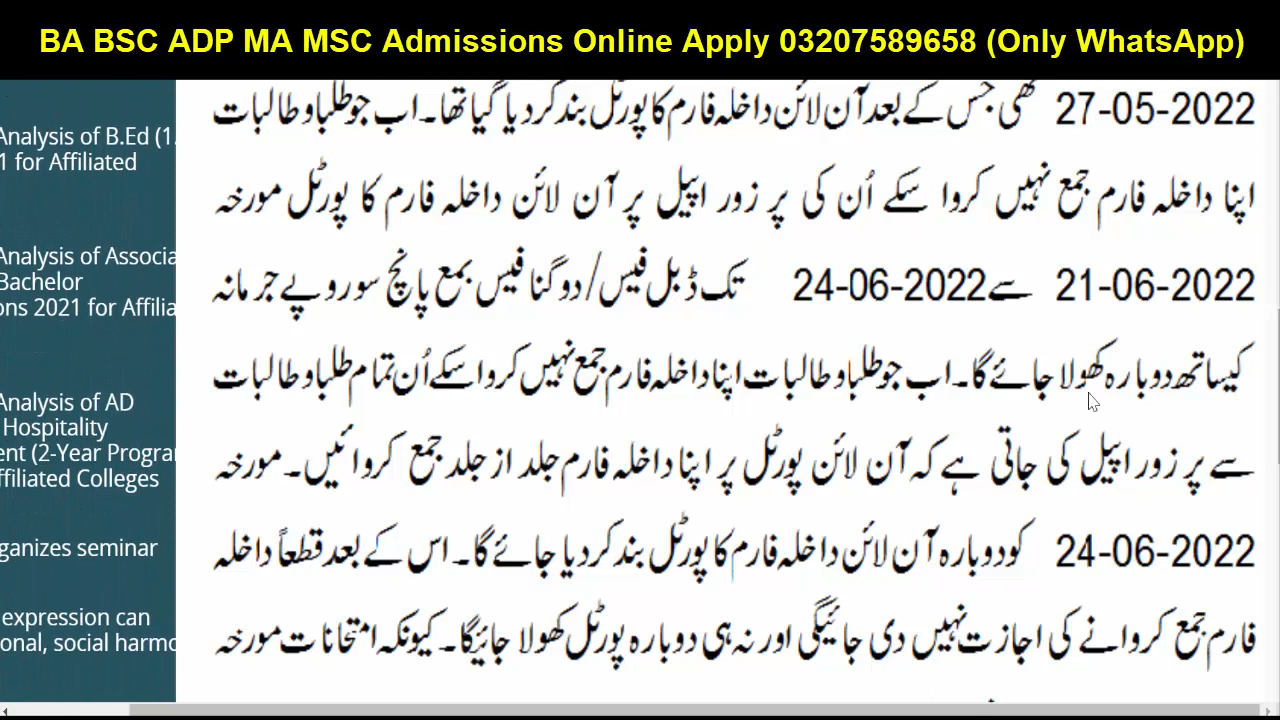 BA BSC ADP MA MSC Admissions Online Apply 03207589658 (Only WhatsApp)
Analysis of B.Ed (1.
1 for Affiliated
Analysis of Associa
Bachelor
ons 2021 for Affilia
Analysis of AD
Hospitality
ent (2-Year Program
ffiliated Colleges
ganizes seminar
expression can
onal, social harmo
27-05-2022 تھی جس کے بعد آن لائن داخلہ فارم کا پورٹل بند کر دیا گیا تھا۔ اب جو طلبا و طالبات
اپنا داخلہ فارم جمع نہیں کروا سکے اُن کی پر زور اپیل پر آن لائن داخلہ فارم کا پورٹل مورخہ
21-06-2022 سے 24-06-2022 تک ڈبل فیس/دوگنا فیس بمع پانچ سو روپے جرمانہ
کیساتھ دوبارہ کھولا جائے گا۔ اب جو طلبا و طالبات اپنا داخلہ فارم جمع نہیں کروا سکے اُن تمام طلبا و طالبات
سے پر زور اپیل کی جاتی ہے کہ آن لائن پورٹل پر اپنا داخلہ فارم جلد از جلد جمع کروائیں۔ مورخہ
24-06-2022 کو دوبارہ آن لائن داخلہ فارم کا پورٹل بند کر دیا جائے گا۔ اس کے بعد قطعاً داخلہ
فارم جمع کروانے کی اجازت نہیں دی جائیگی اور نہ ہی دوبارہ پورٹل کھولا جائیگا۔ کیونکہ امتحانات مورخہ